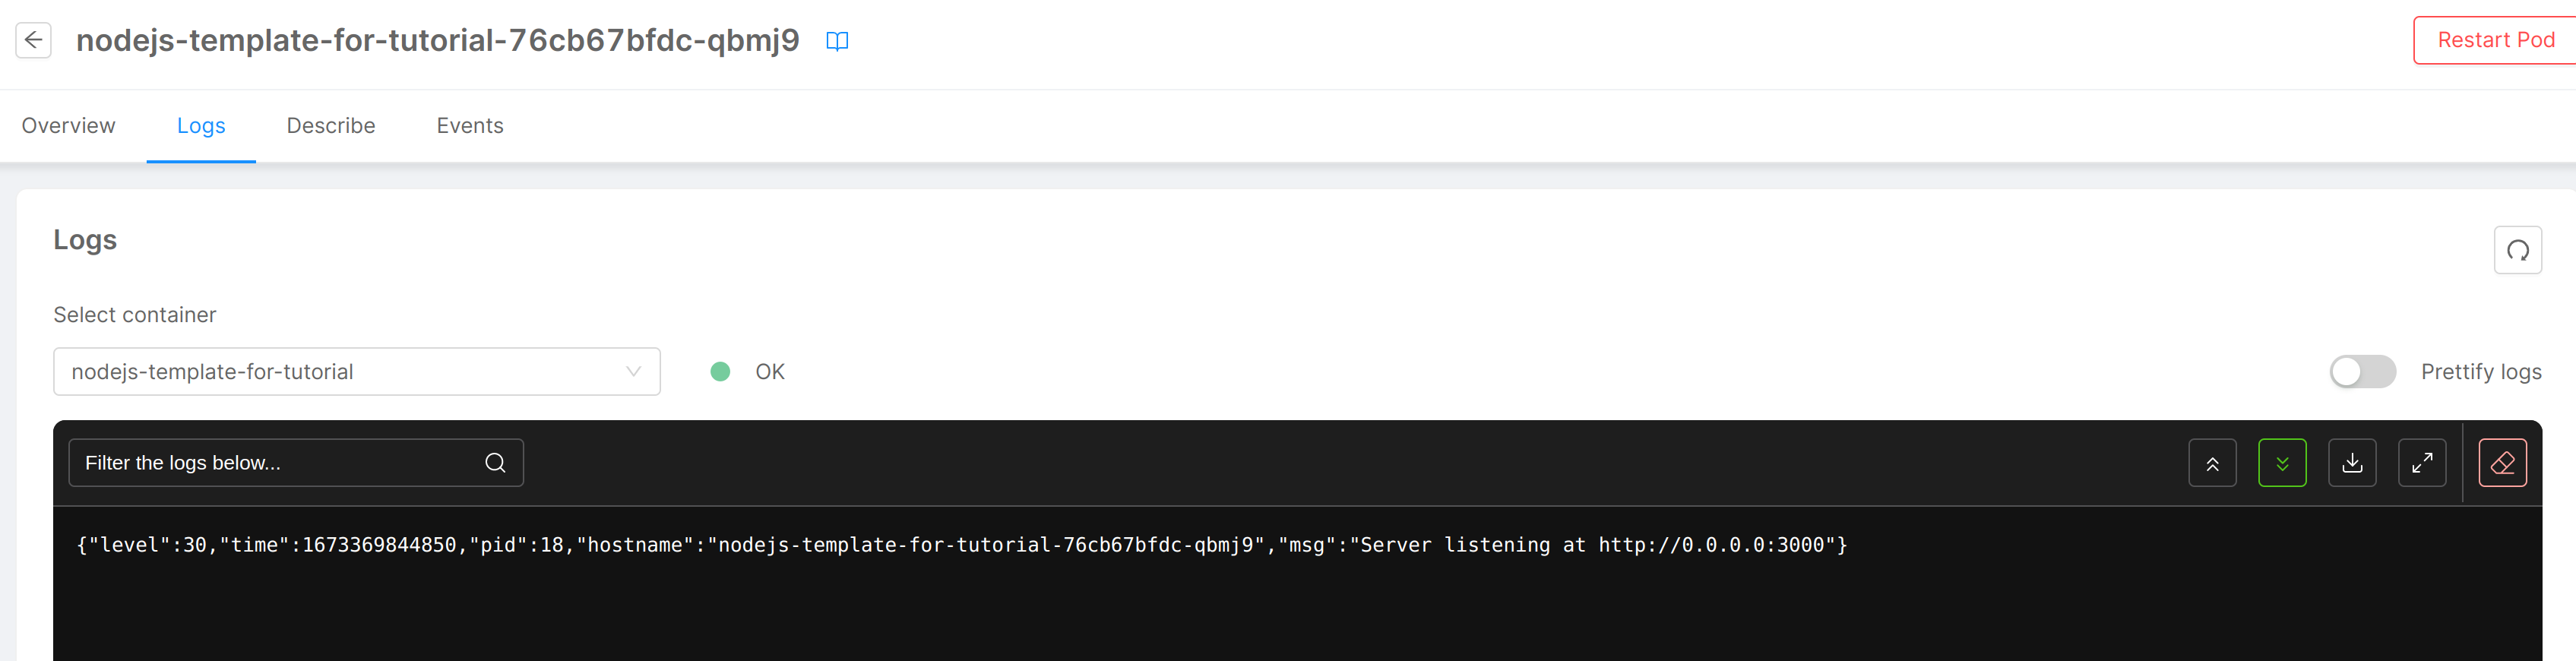 nodejs-template-for-tutorial-76cb67bfdc-qbmj9
Restart Pod
Overview Logs Describe Events
Logs
Select container
nodejs-template-for-tutorial OK Prettify logs
Filter the logs below...
{"level":30,"time":1673369844850,"pid":18,"hostname":"nodejs-template-for-tutorial-76cb67bfdc-qbmj9","msg":"Server listening at http://0.0.0.0:3000"}